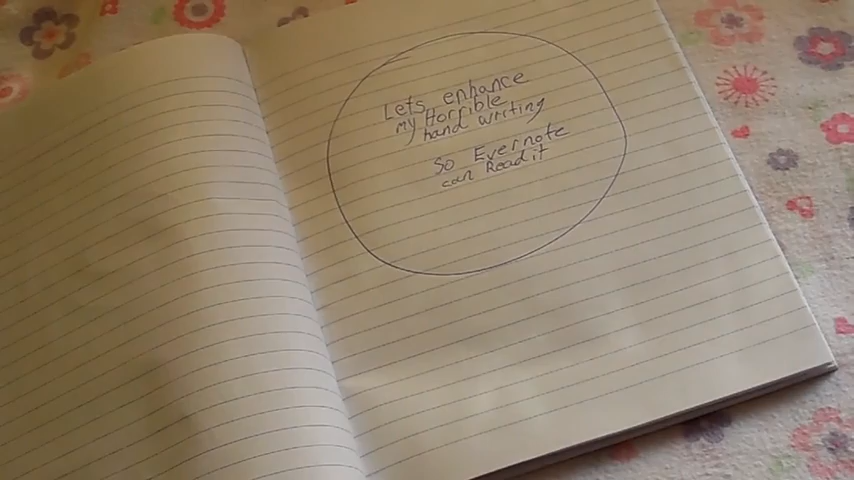 Lets enhance
my Horrible
hand writing
So Evernote
can Read it